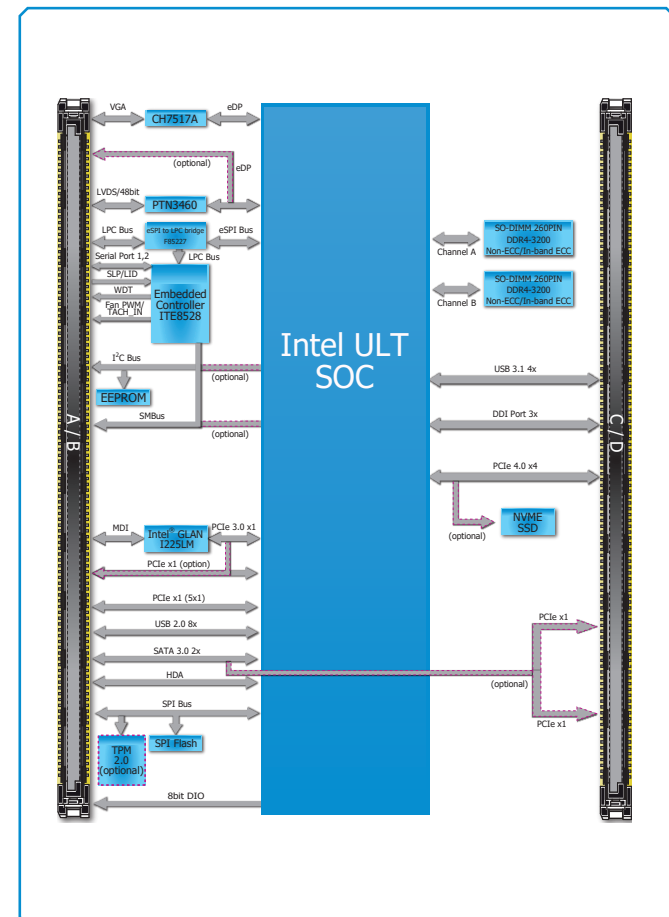 VGA
CH7517A
eDP
(optional)
eDP
LVDS/48bit
PTN3460
LPC Bus
eSPI to LPC bridge
F85227
eSPI Bus
Serial Port 1,2
LPC Bus
SLP/LID
WDT
Fan PWM/
TACH_IN
Embedded
Controller
ITE8528
I²C Bus
(optional)
EEPROM
SMBus
(optional)
A / B
MDI
Intel® GLAN
I225LM
PCIe 3.0 x1
PCIe x1 (option)
PCIe x1 (5x1)
USB 2.0 8x
SATA 3.0 2x
HDA
SPI Bus
TPM
2.0
(optional)
SPI Flash
8bit DIO
Intel ULT
SOC
Channel A
SO-DIMM 260PIN
DDR4-3200
Non-ECC/In-band ECC
Channel B
SO-DIMM 260PIN
DDR4-3200
Non-ECC/In-band ECC
USB 3.1 4x
DDI Port 3x
PCIe 4.0 x4
(optional)
NVME
SSD
PCIe x1
(optional)
PCIe x1
C / D